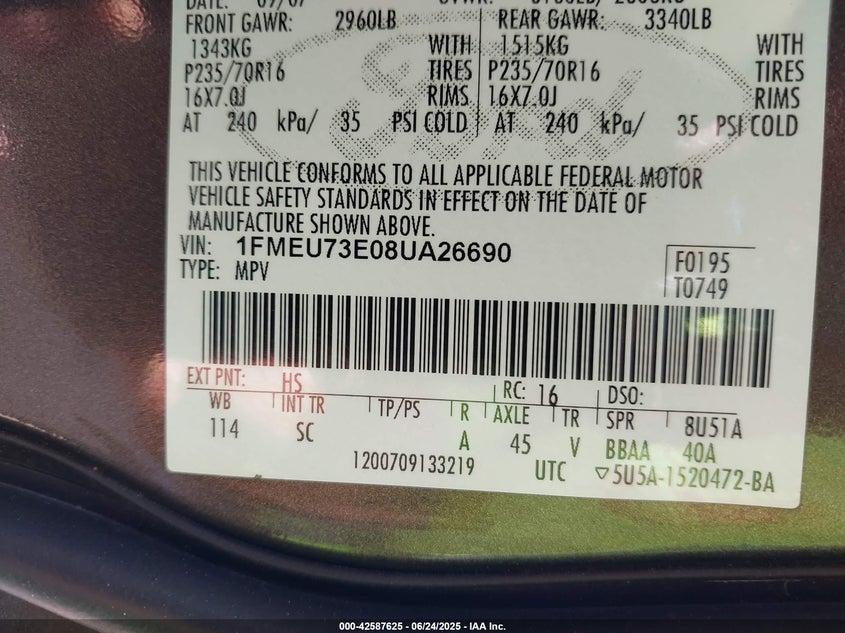 DATE: 09/07
FRONT GAWR: 2960LB REAR GAWR: 3340LB
1343KG WITH 1515KG WITH
P235/70R16 TIRES P235/70R16 TIRES
16X7.0J RIMS 16X7.0J RIMS
AT 240 kPa/ 35 PSI COLD AT 240 kPa/ 35 PSI COLD
Ford
THIS VEHICLE CONFORMS TO ALL APPLICABLE FEDERAL MOTOR
VEHICLE SAFETY STANDARDS IN EFFECT ON THE DATE OF
MANUFACTURE SHOWN ABOVE.
VIN: 1FMEU73E08UA26690
TYPE: MPV
F0195
T0749
EXT PNT: HS RC: 16 DSO:
WB INT TR TP/PS R AXLE TR SPR 8U51A
114 SC A 45 V BBAA 40A
1200709133219 UTC ▽5U5A-1520472-BA
000-42587625 - 06/24/2025 - IAA Inc.